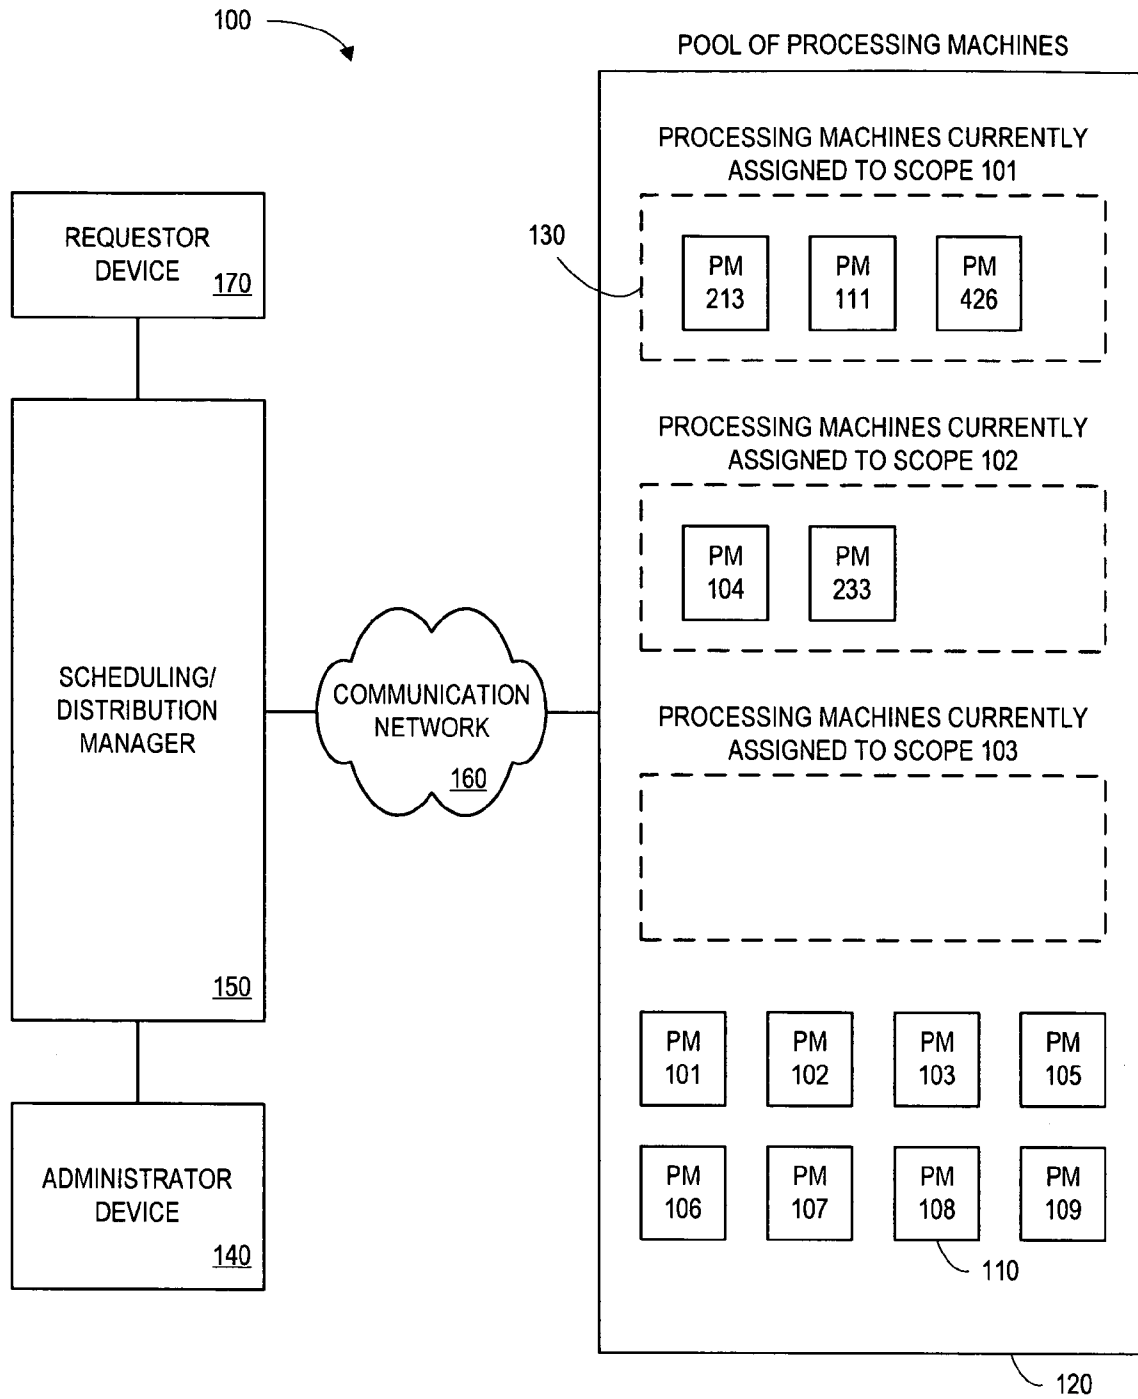 100
POOL OF PROCESSING MACHINES
PROCESSING MACHINES CURRENTLY
ASSIGNED TO SCOPE 101
130
PM
213
PM
111
PM
426
REQUESTOR
DEVICE
170
PROCESSING MACHINES CURRENTLY
ASSIGNED TO SCOPE 102
PM
104
PM
233
SCHEDULING/
DISTRIBUTION
MANAGER
150
COMMUNICATION
NETWORK
160
PROCESSING MACHINES CURRENTLY
ASSIGNED TO SCOPE 103
PM
101
PM
102
PM
103
PM
105
PM
106
PM
107
PM
108
PM
109
110
ADMINISTRATOR
DEVICE
140
120